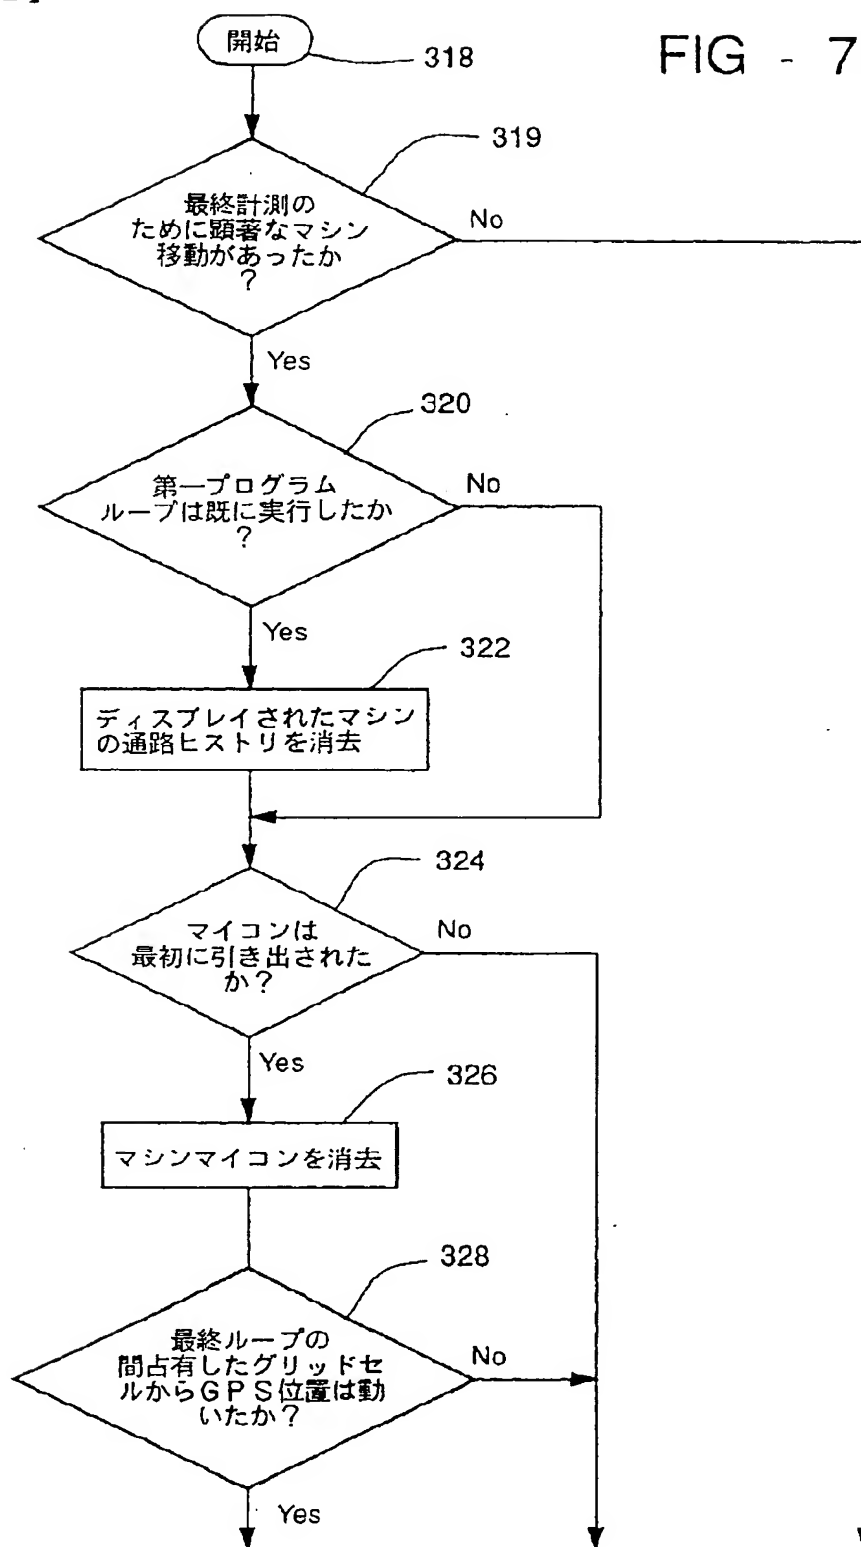 開始
318
FIG - 7
319
最終計測の
ために顕著なマシン
移動があったか
?
No
Yes
320
第一プログラム
ループは既に実行したか
?
No
Yes
322
ディスプレイされたマシン
の通路ヒストリを消去
324
マイコンは
最初に引き出された
か?
No
Yes
326
マシンマイコンを消去
328
最終ループの
間占有したグリッドセ
ルからGPS位置は動
いたか?
No
Yes